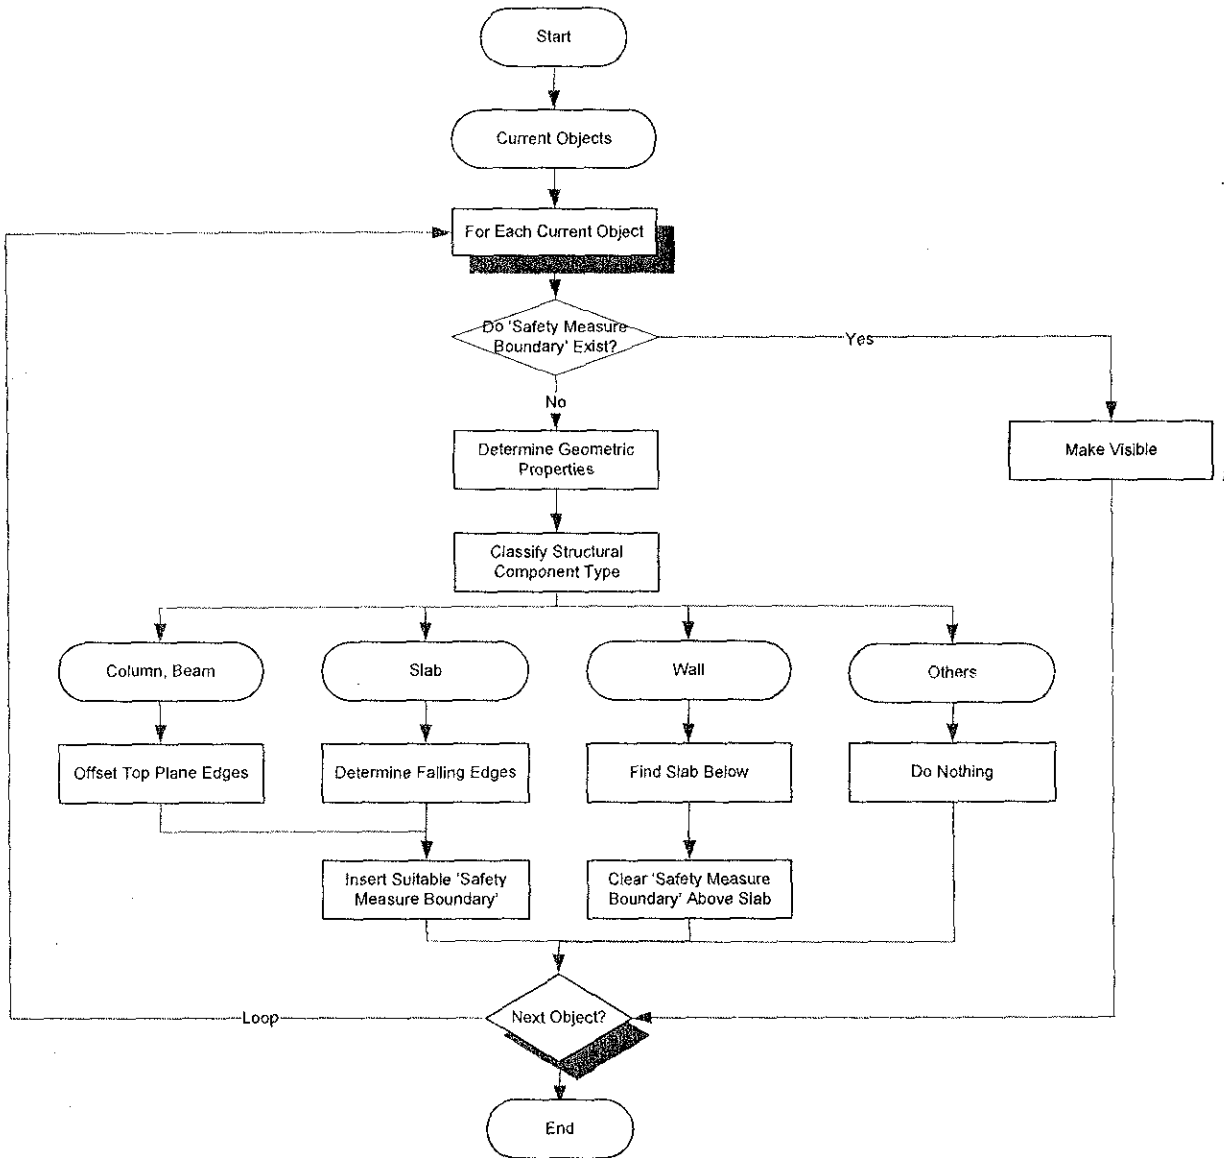 Start
Current Objects
For Each Current Object
Do 'Safety Measure
Boundary' Exist?
Yes
No
Determine Geometric
Properties
Make Visible
Classify Structural
Component Type
Column, Beam
Slab
Wall
Others
Offset Top Plane Edges
Determine Falling Edges
Find Slab Below
Do Nothing
Insert Suitable 'Safety
Measure Boundary'
Clear 'Safety Measure
Boundary' Above Slab
Loop
Next Object?
End